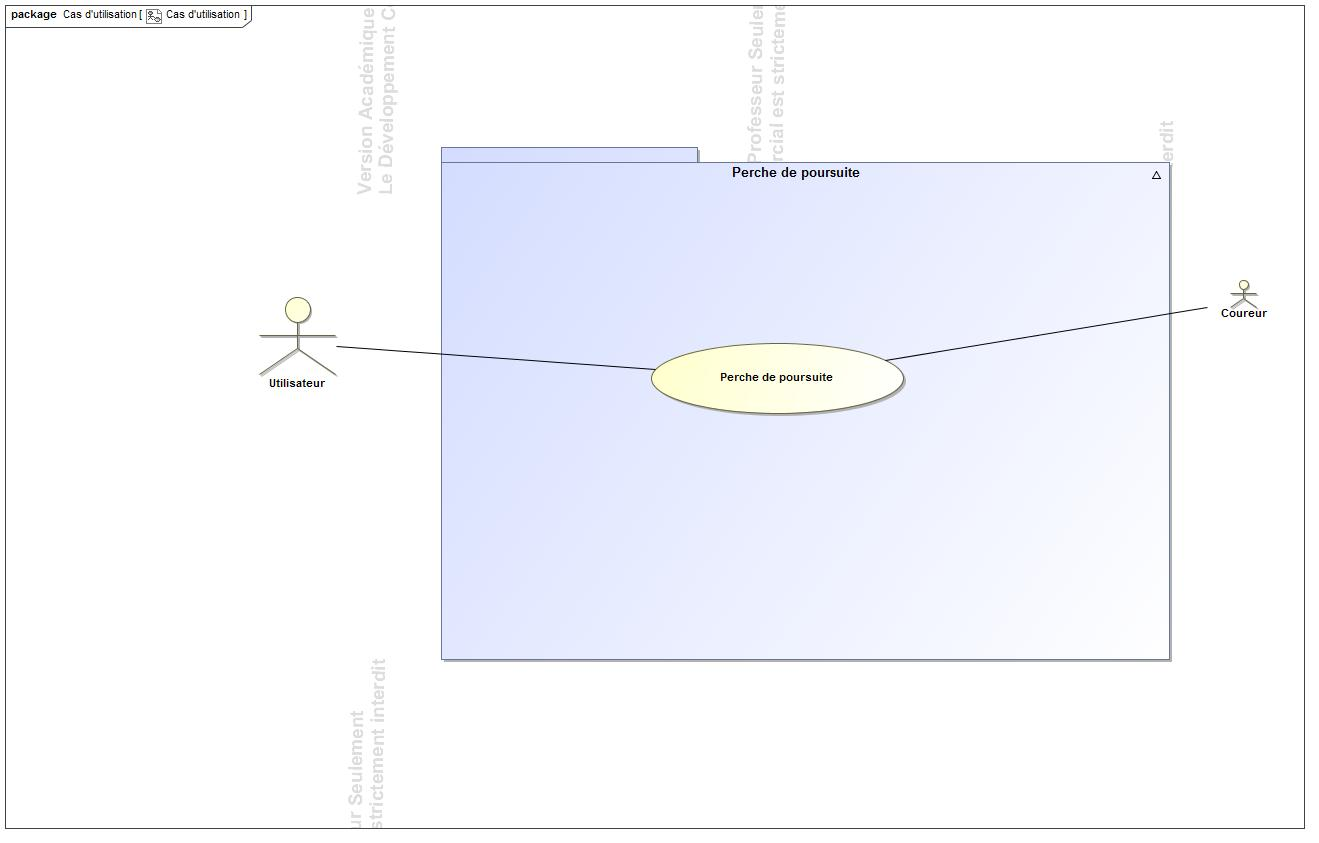 package Cas d'utilisation [ Cas d'utilisation ]
Version Académique
Le Développement C
Professeur Seulem
rcial est stricteme
erdit
Perche de poursuite
Utilisateur
Perche de poursuite
Coureur
ur Seulement
strictement interdit